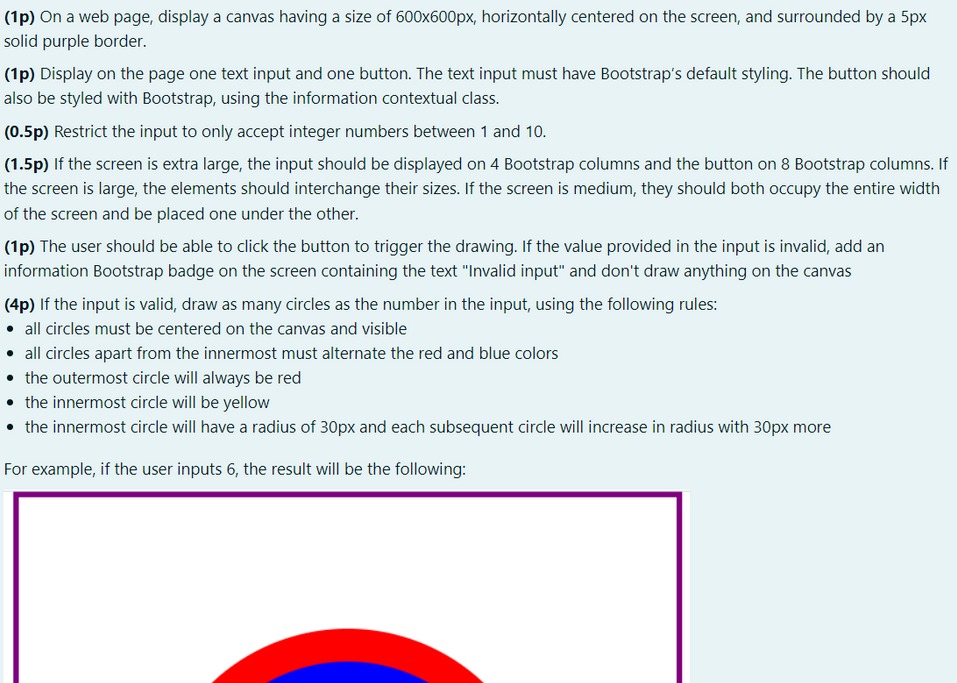 (1p) On a web page, display a canvas having a size of 600x600px, horizontally centered on the screen, and surrounded by a 5px
solid purple border.
(1p) Display on the page one text input and one button. The text input must have Bootstrap's default styling. The button should
also be styled with Bootstrap, using the information contextual class.
(0.5p) Restrict the input to only accept integer numbers between 1 and 10.
(1.5p) If the screen is extra large, the input should be displayed on 4 Bootstrap columns and the button on 8 Bootstrap columns. If
the screen is large, the elements should interchange their sizes. If the screen is medium, they should both occupy the entire width
of the screen and be placed one under the other.
(1p) The user should be able to click the button to trigger the drawing. If the value provided in the input is invalid, add an
information Bootstrap badge on the screen containing the text "Invalid input" and don't draw anything on the canvas
(4p) If the input is valid, draw as many circles as the number in the input, using the following rules:
• all circles must be centered on the canvas and visible
• all circles apart from the innermost must alternate the red and blue colors
• the outermost circle will always be red
• the innermost circle will be yellow
• the innermost circle will have a radius of 30px and each subsequent circle will increase in radius with 30px more
For example, if the user inputs 6, the result will be the following: